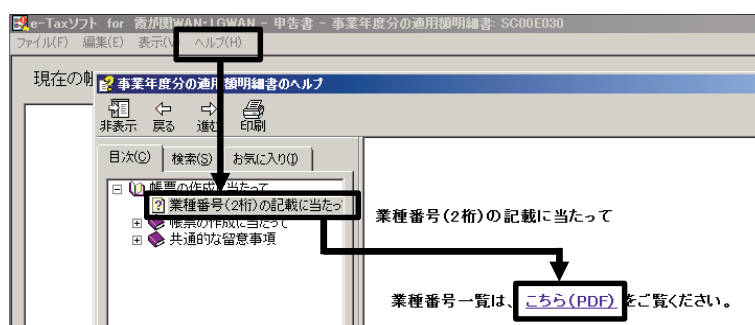 e-Taxソフト for 霞が関WAN・LGWAN - 申告書 - 事業年度分の適用額明細書: SC00E030
ファイル(F) 編集(E) 表示(V) ヘルプ(H)
現在の帳
事業年度分の適用額明細書のヘルプ
非表示 戻る 進む 印刷
目次(C) 検索(S) お気に入り(I)
帳票の作成に当たって
業種番号(2桁)の記載に当たっ
帳票の作成に当たって
共通的な留意事項
業種番号(2桁)の記載に当たって
業種番号一覧は、こちら(PDF)をご覧ください。